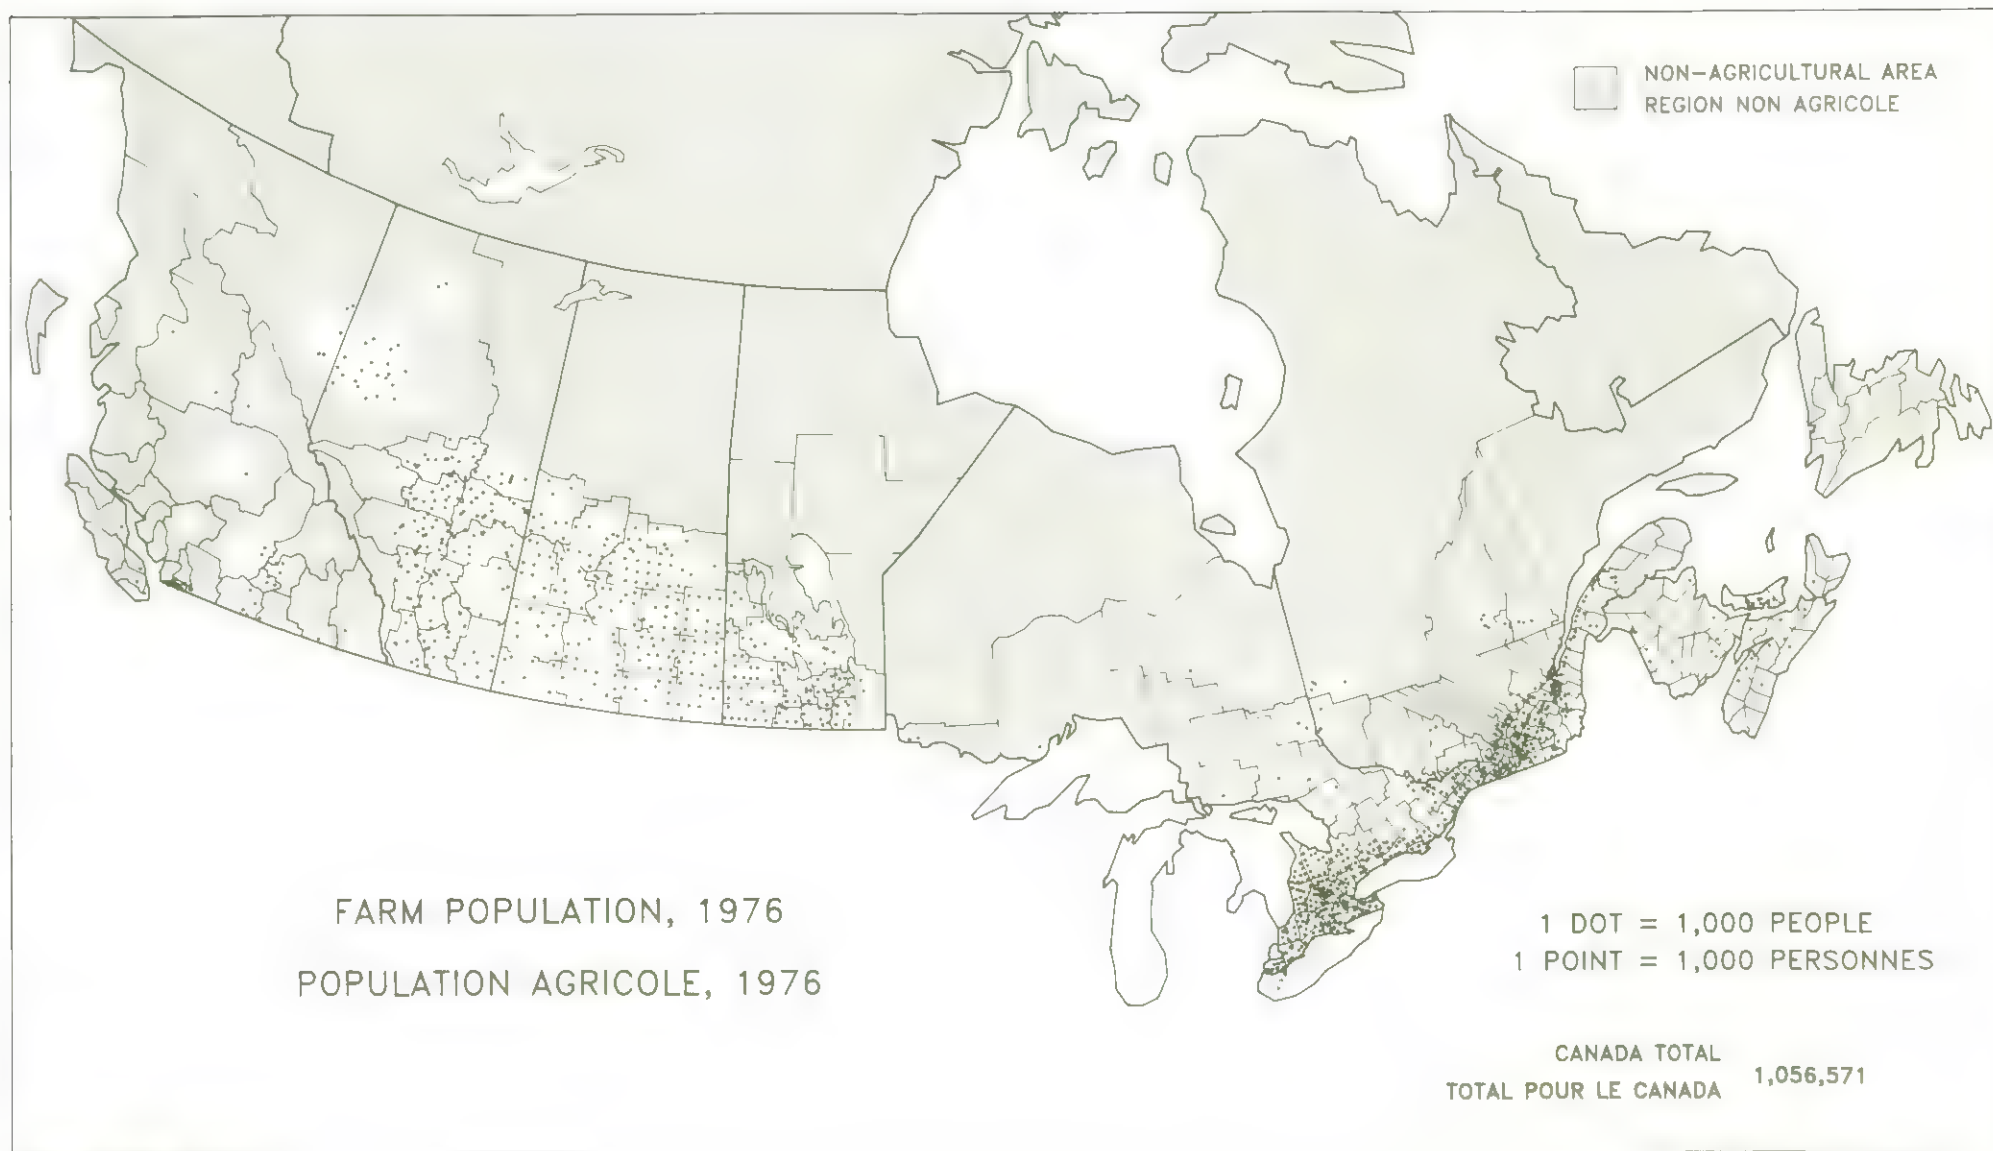 NON-AGRICULTURAL AREA
REGION NON AGRICOLE
FARM POPULATION, 1976
POPULATION AGRICOLE, 1976
1 DOT = 1,000 PEOPLE
1 POINT = 1,000 PERSONNES
CANADA TOTAL
TOTAL POUR LE CANADA
1,056,571